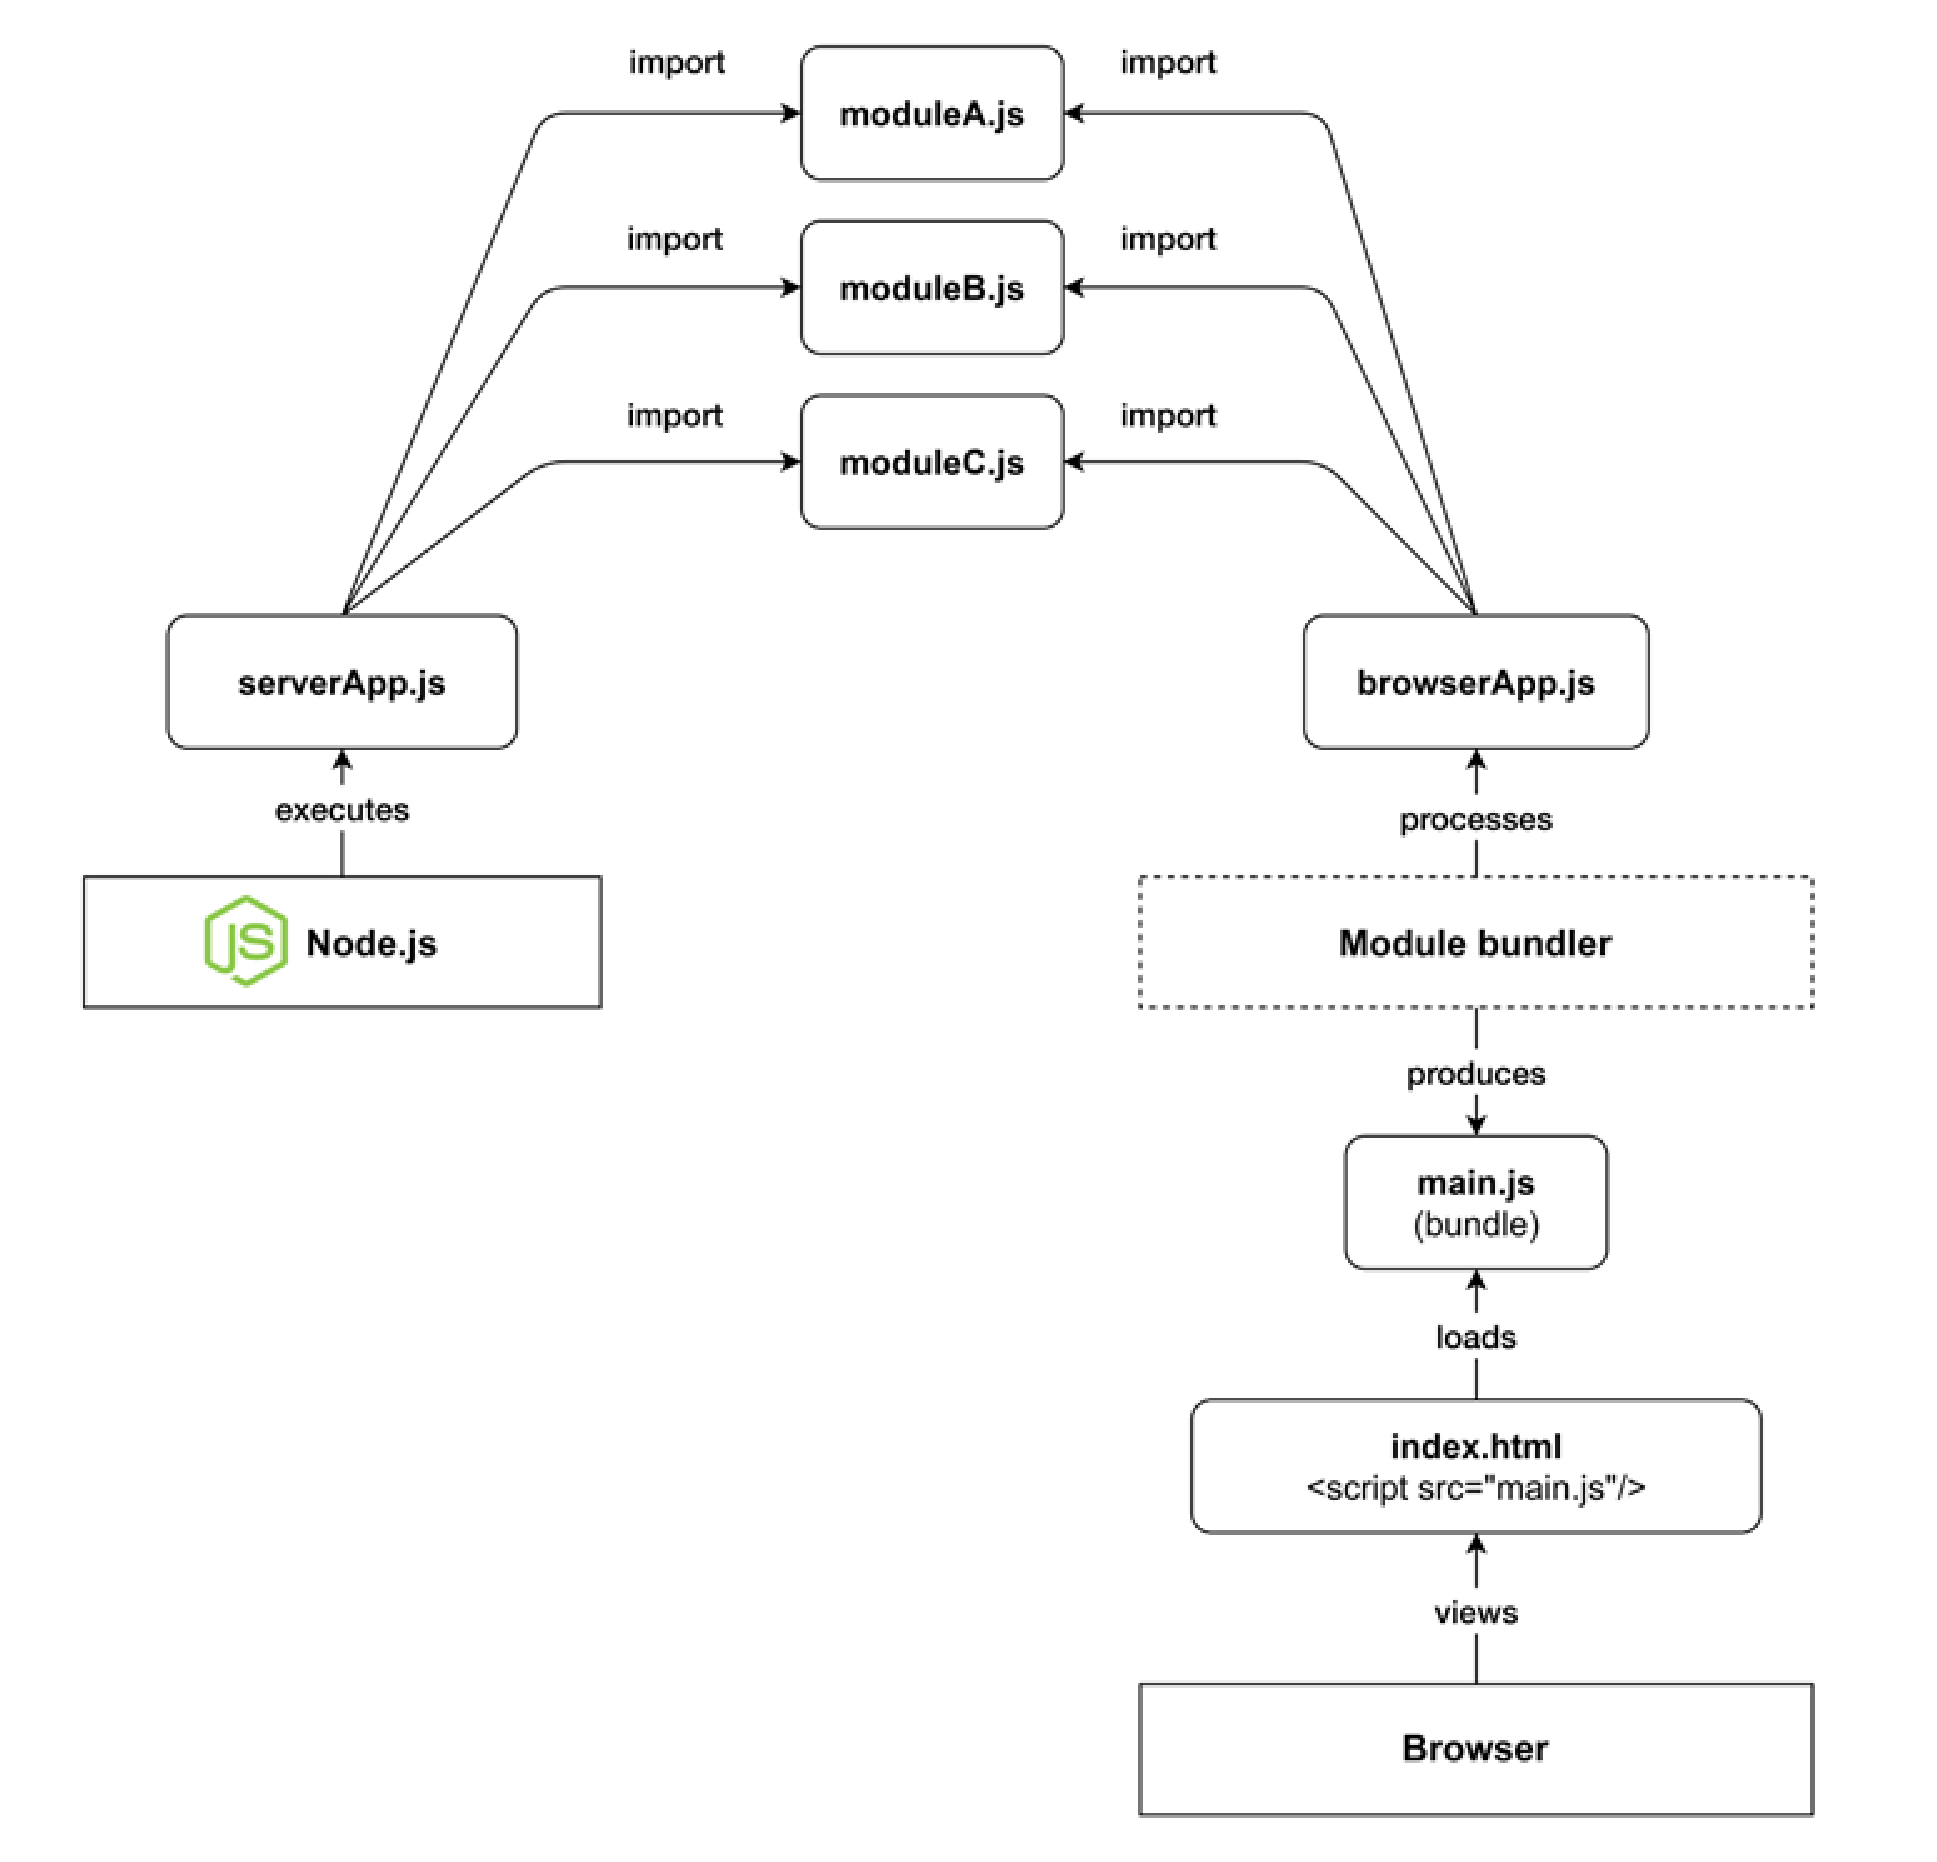 import
import
moduleA.js
import
import
moduleB.js
import
import
moduleC.js
serverApp.js
browserApp.js
executes
processes
JS Node.js
Module bundler
produces
main.js
(bundle)
loads
index.html
<script src="main.js"/>
views
Browser